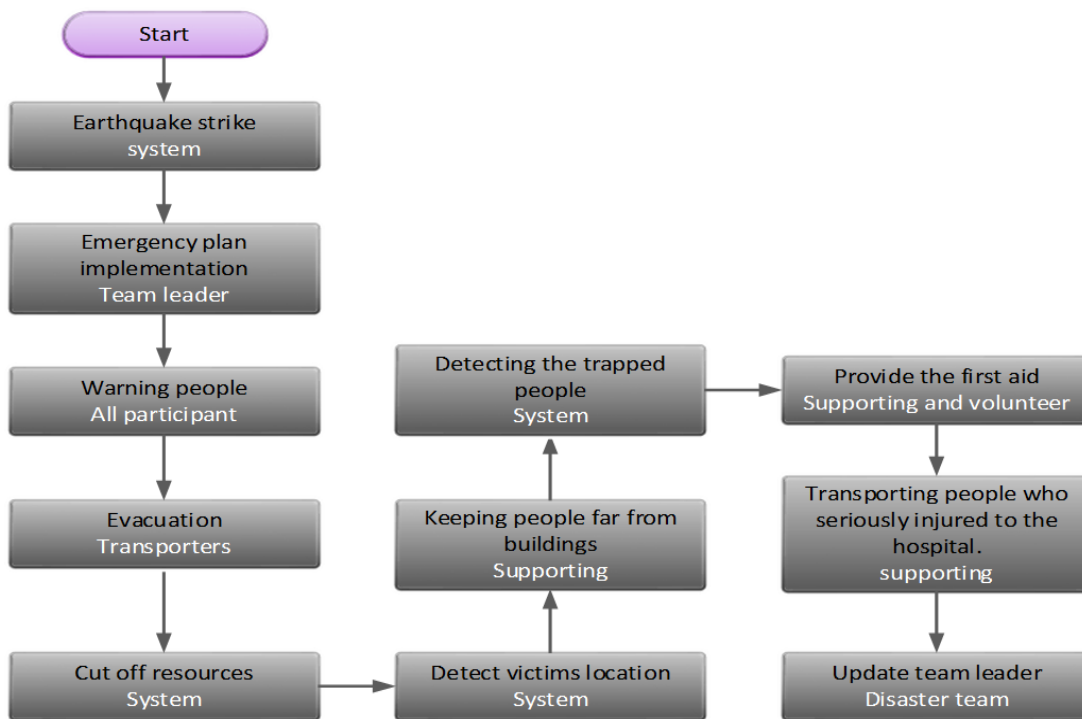 Start
Earthquake strike
system
Emergency plan
implementation
Team leader
Warning people
All participant
Evacuation
Transporters
Cut off resources
System
Detect victims location
System
Keeping people far from
buildings
Supporting
Detecting the trapped
people
System
Provide the first aid
Supporting and volunteer
Transporting people who
seriously injured to the
hospital.
supporting
Update team leader
Disaster team